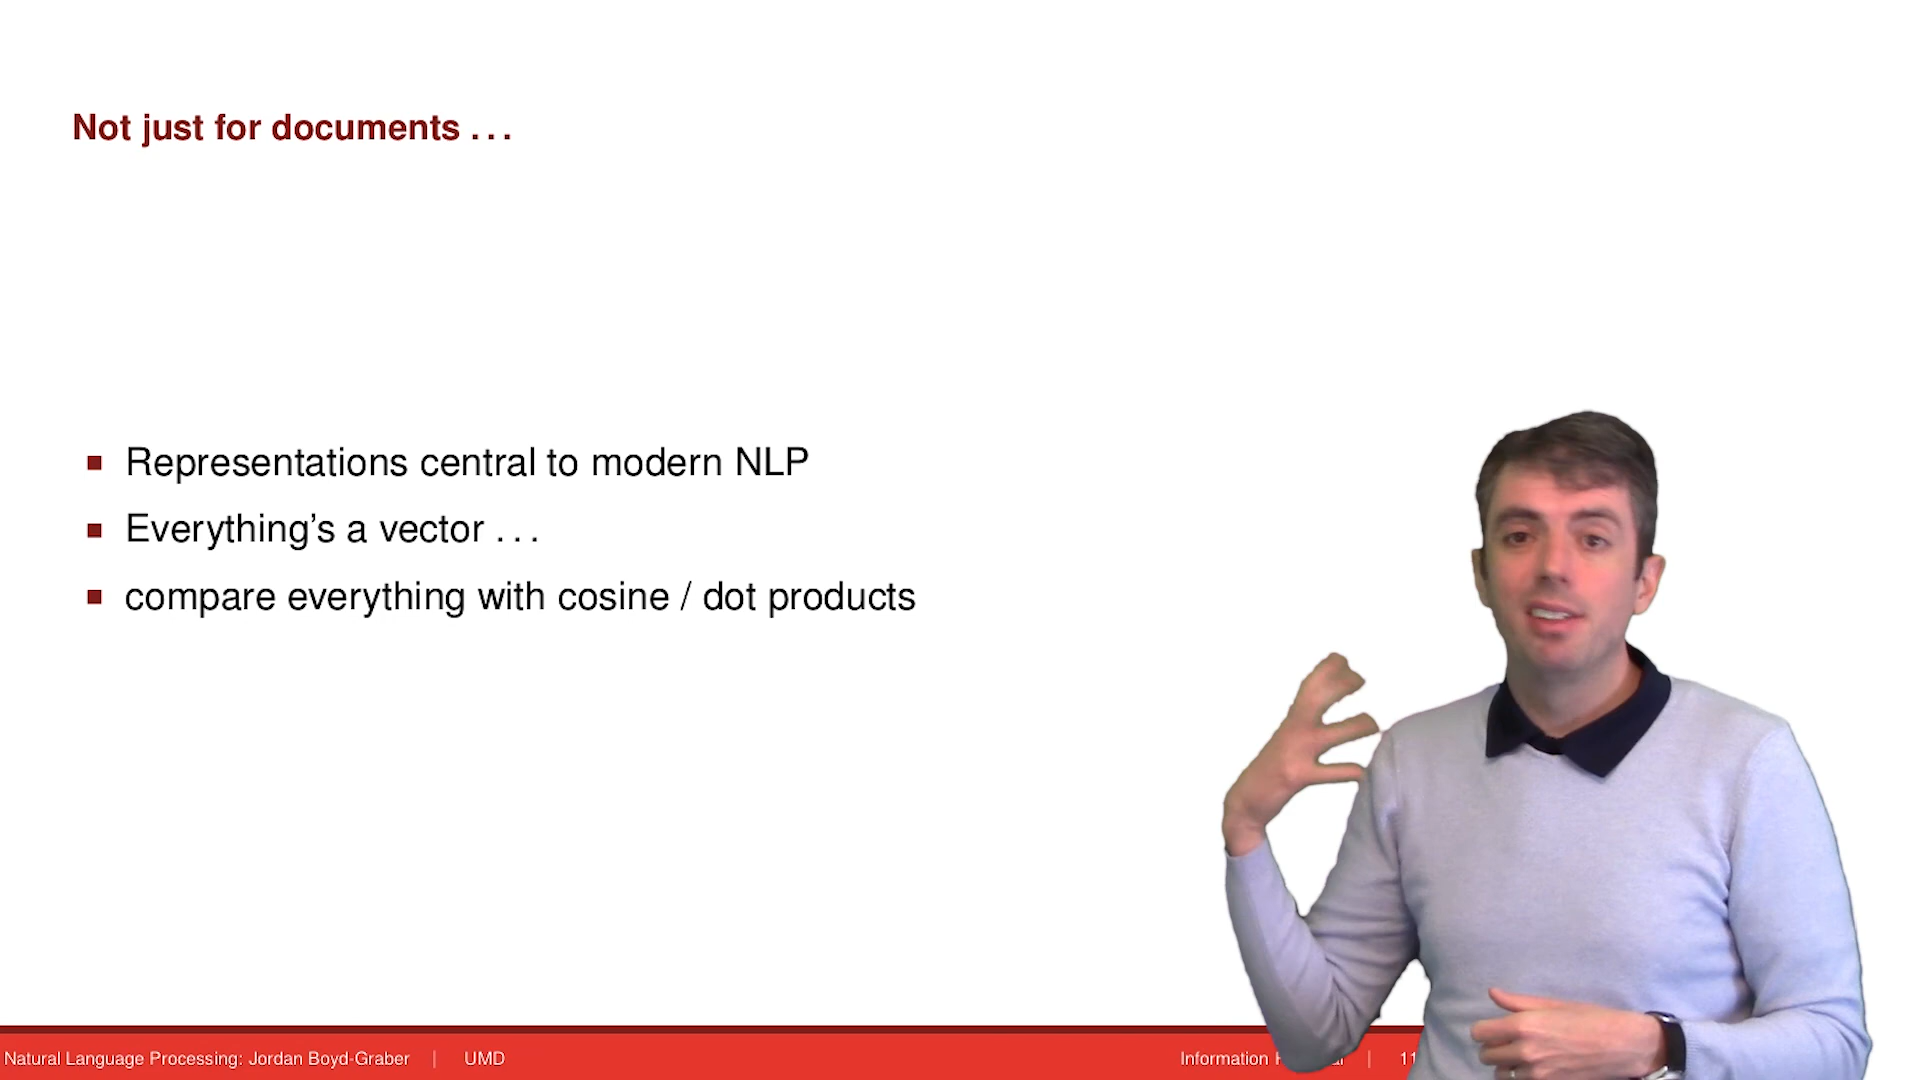 Not just for documents . . .
Representations central to modern NLP
Everything's a vector . . .
compare everything with cosine / dot products
Natural Language Processing: Jordan Boyd-Graber | UMD
Information | 11